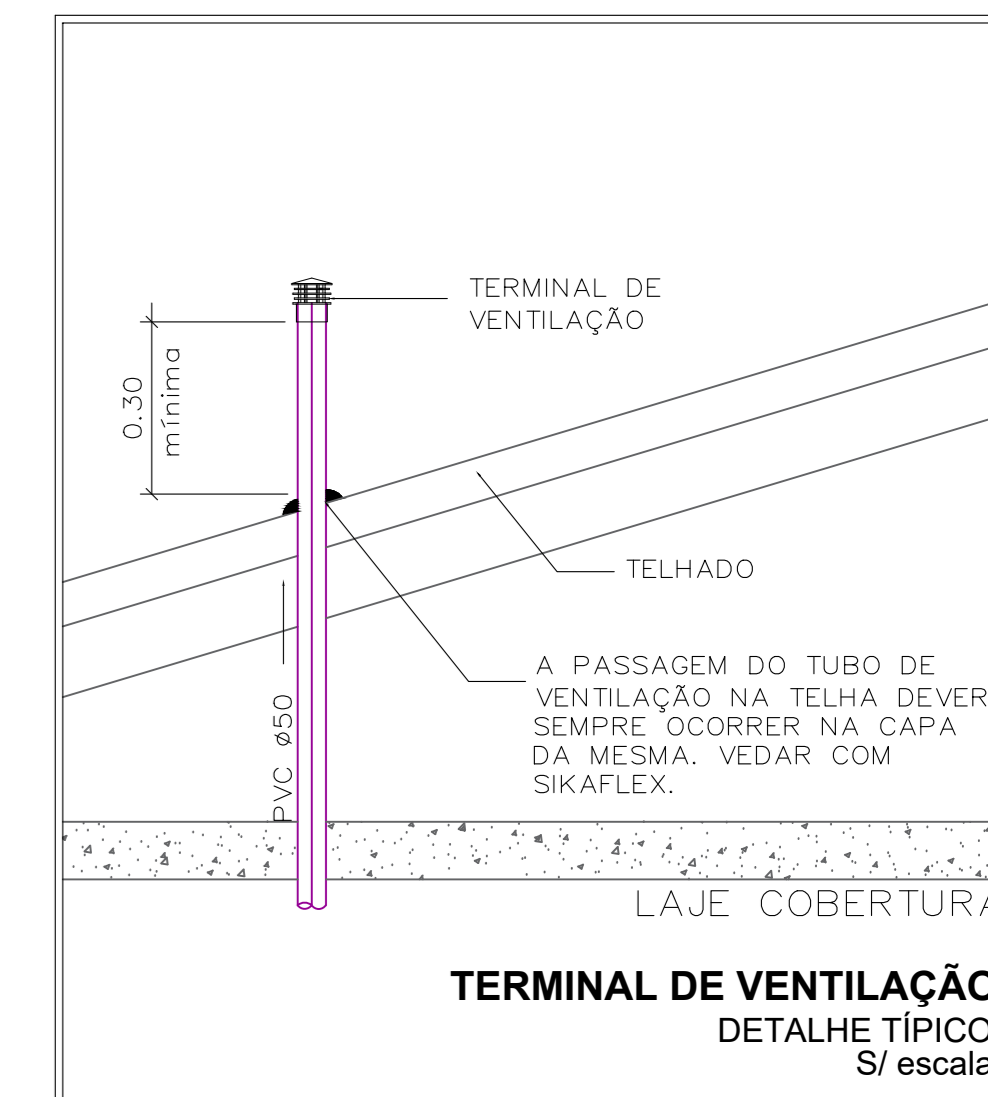 TERMINAL DE
VENTILAÇÃO
0.30
mínima
TELHADO
A PASSAGEM DO TUBO DE
VENTILAÇÃO NA TELHA DEVER
SEMPRE OCORRER NA CAPA
DA MESMA. VEDAR COM
SIKAFLEX.
PVC ø50
LAJE COBERTURA
TERMINAL DE VENTILAÇÃO
DETALHE TÍPICO
S/ escala